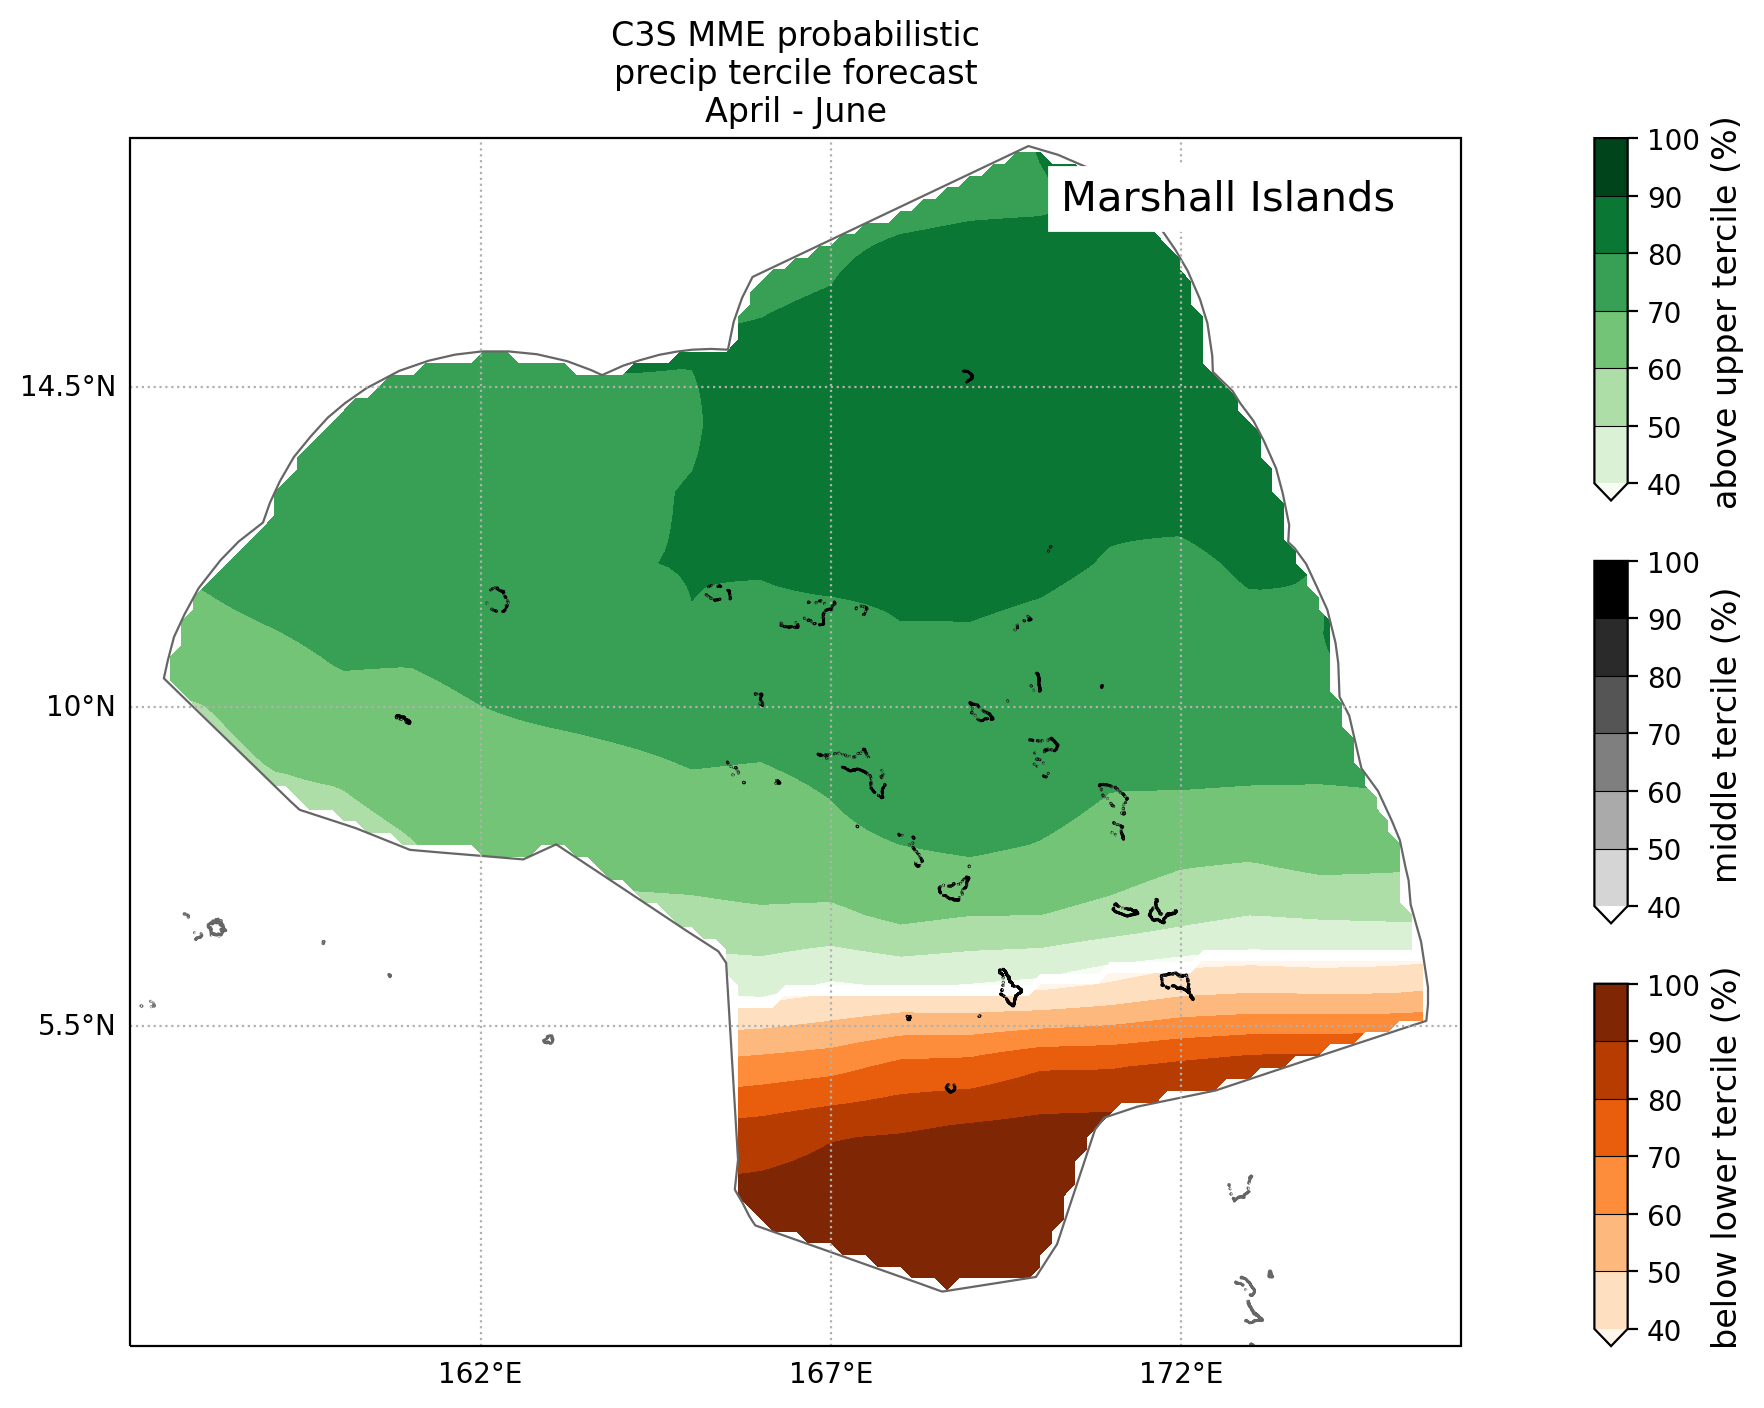 C3S MME probabilistic
precip tercile forecast
April - June
Marshall Islands
14.5°N
10°N
5.5°N
162°E
167°E
172°E
100
90
80
70
60
50
40
above upper tercile (%)
100
90
80
70
60
50
40
middle tercile (%)
100
90
80
70
60
50
40
below lower tercile (%)